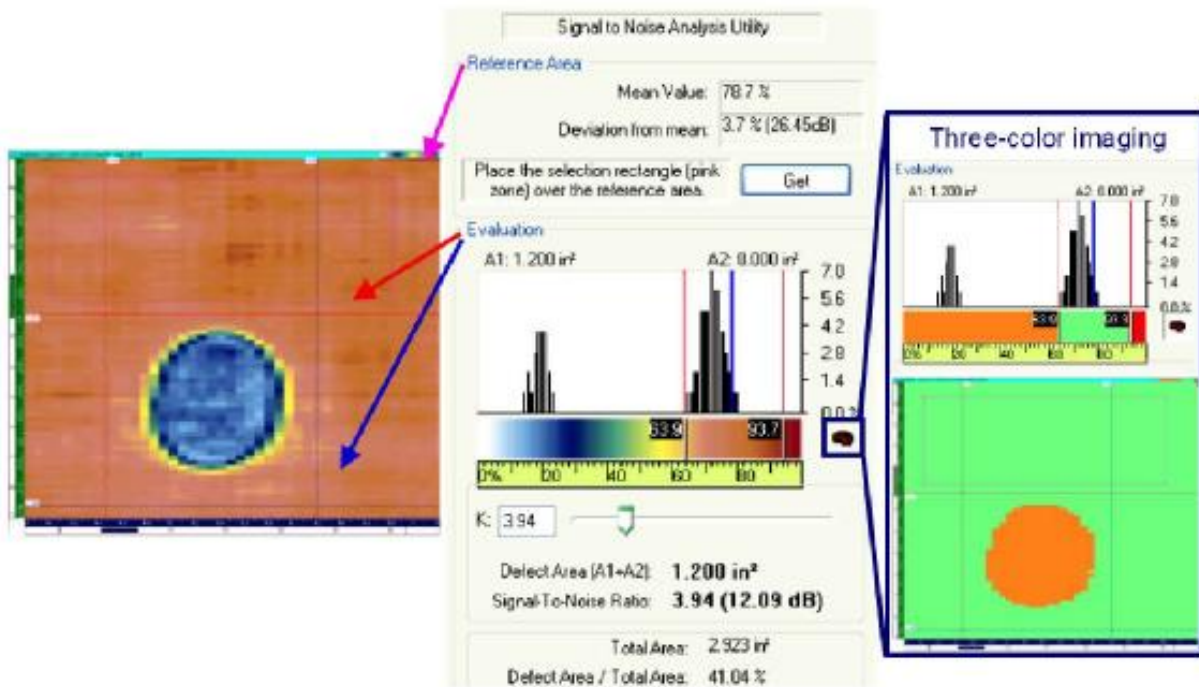 Signal to Noise Analysis Utility
Reference Area
Mean Value: 78.7 %
Deviation from mean: 3.7 % (26.45dB)
Place the selection rectangle (pink
zone) over the reference area.
Get
Evaluation
A1: 1.200 in² A2: 0.000 in²
7.0
5.6
4.2
2.8
1.4
0.0 %
63.9 93.7
0% 20 40 60 80
K: 3.94
Defect Area (A1+A2): 1.200 in²
Signal-To-Noise Ratio: 3.94 (12.09 dB)
Total Area: 2.923 in²
Defect Area / Total Area: 41.04 %
Three-color imaging
Evaluation
A1: 1.200 in² A2: 0.000 in²
7.0
5.6
4.2
2.8
1.4
0% 20 40 60 80